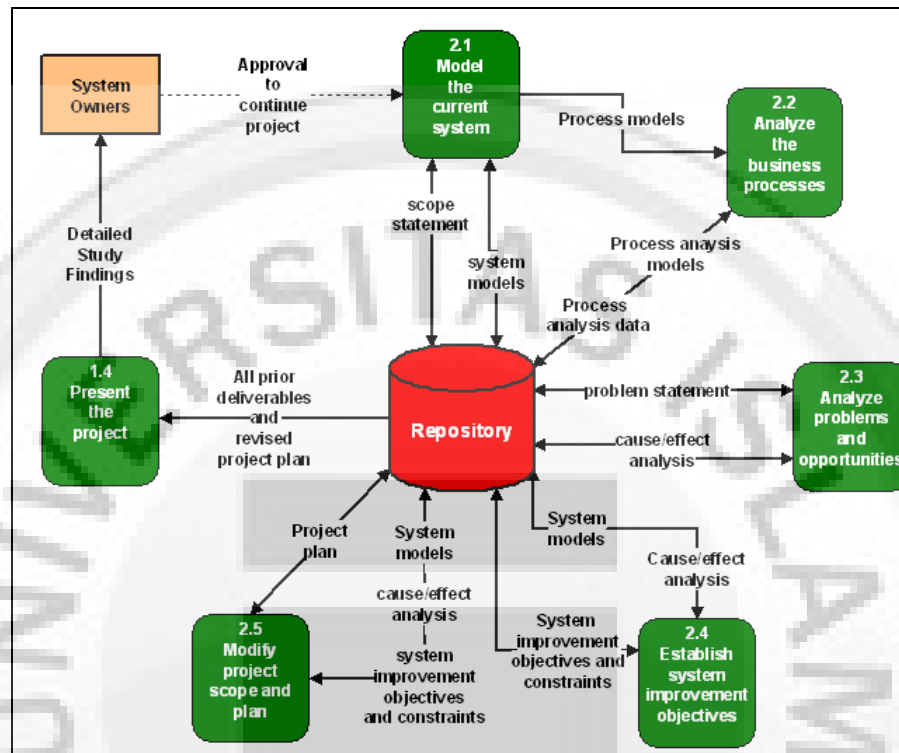 System
Owners
Approval
to
continue
project
2.1
Model
the
current
system
Process models
2.2
Analyze
the
business
processes
Detailed
Study
Findings
scope
statement
system
models
Process anaysis
models
Process
analysis data
1.4
Present
the
project
All prior
deliverables
and
revised
project plan
Repository
problem statement
cause/effect
analysis
2.3
Analyze
problems
and
opportunities
Project
plan
System
models
cause/effect
analysis
system
improvement
objectives
and constraints
System
models
Cause/effect
analysis
System
improvement
objectives and
constraints
2.5
Modify
project
scope and
plan
2.4
Establish
system
improvement
objectives
UNIVERSITAS ISLAM